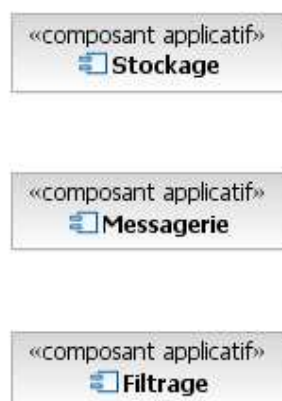 «composant applicatif»
Stockage
«composant applicatif»
Messagerie
«composant applicatif»
Filtrage